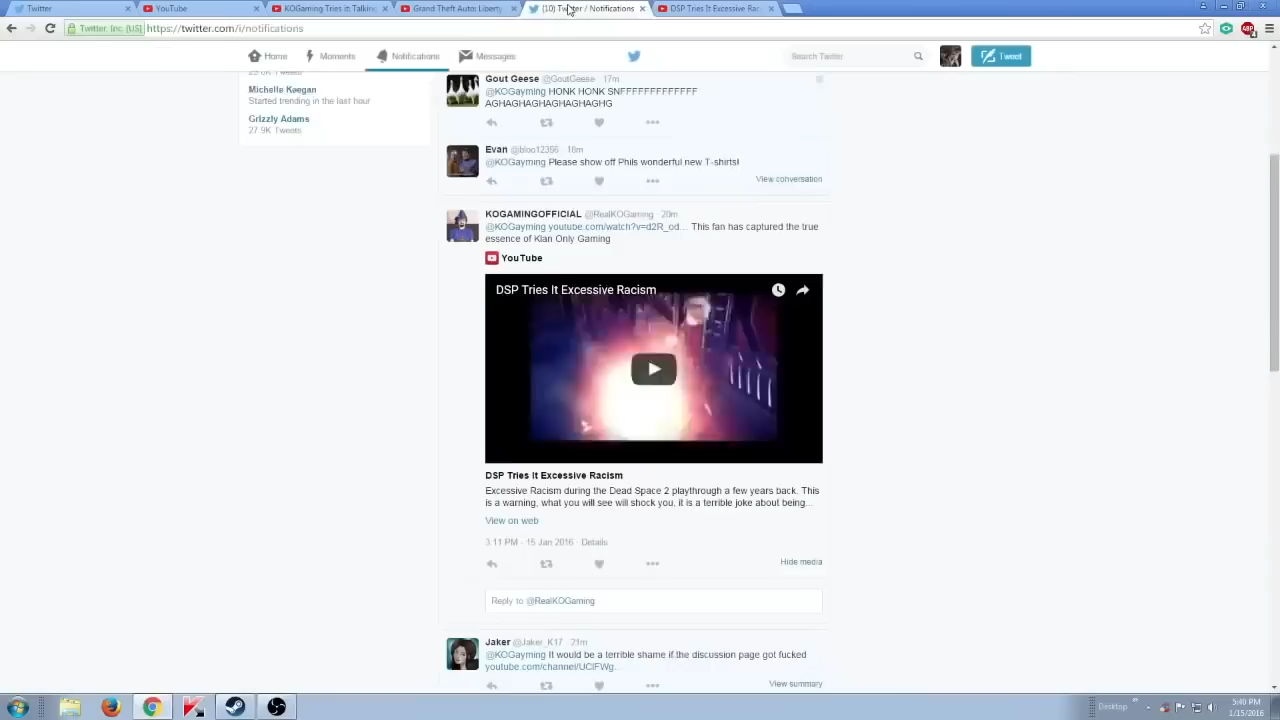 Twitter
YouTube
KOGaming Tries It Talkin
Grand Theft Auto: Liberty
(10) Twitter / Notifications
DSP Tries It Excessive Rac
Twitter, Inc. [US] https://twitter.com/i/notifications
Home
Moments
Notifications
Messages
Search Twitter
Tweet
Michelle Keegan
Started trending in the last hour
Grizzly Adams
27.9K Tweets
Gout Geese @GoutGeese 17m
@KOGayming HONK HONK SNFFFFFFFFFFFFF
AGHAGHAGHAGHAGHAGHG
Evan @bloo12356 18m
@KOGayming Please show off Phils wonderful new T-shirts!
View conversation
KOGAMINGOFFICIAL @RealKOGaming 20m
@KOGayming youtube.com/watch?v=d2R_od... This fan has captured the true
essence of Klan Only Gaming
YouTube
DSP Tries It Excessive Racism
DSP Tries It Excessive Racism
Excessive Racism during the Dead Space 2 playthrough a few years back. This
is a warning, what you will see will shock you, it is a terrible joke about being...
View on web
3:11 PM - 15 Jan 2016 · Details
Hide media
Reply to @RealKOGaming
Jaker @Jaker_K17 21m
@KOGayming It would be a terrible shame if the discussion page got fucked
youtube.com/channel/UClFWg...
View summary
Desktop
5:49 PM
1/15/2016